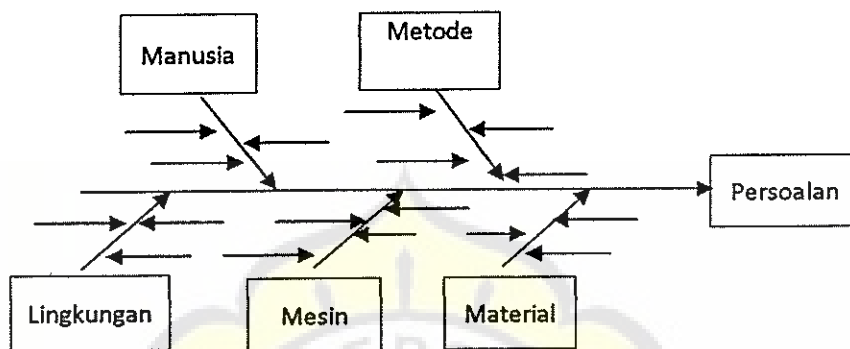 Manusia
Metode
Persoalan
Lingkungan
Mesin
Material